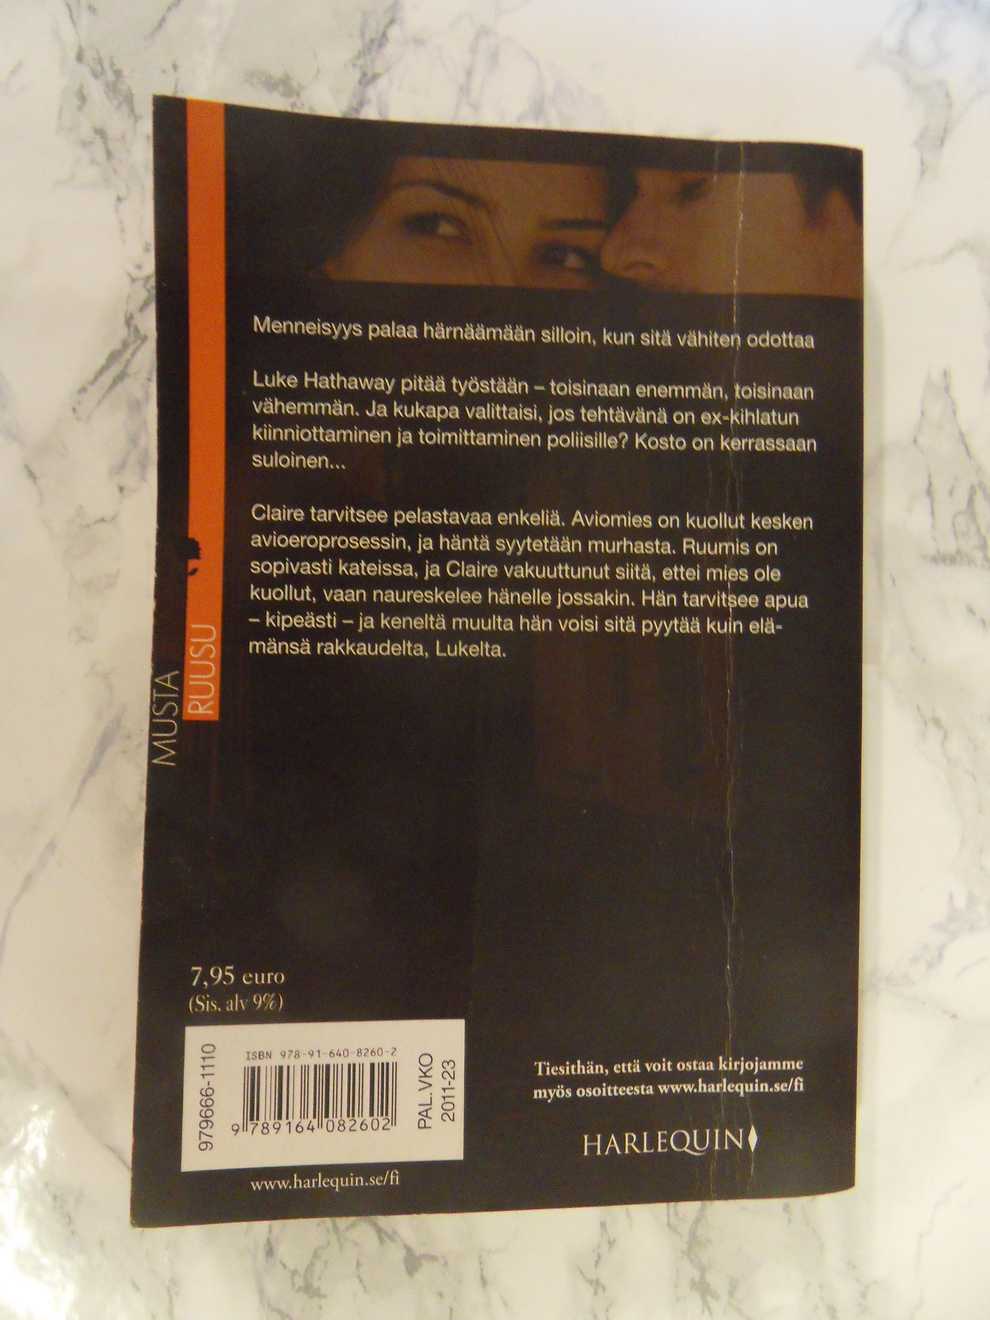 Menneisyys palaa härnäämään silloin, kun sitä vähiten odottaa
Luke Hathaway pitää työstään – toisinaan enemmän, toisinaan
vähemmän. Ja kukapa valittaisi, jos tehtävänä on ex-kihlatun
kiinniottaminen ja toimittaminen poliisille? Kosto on kerrassaan
suloinen...
Claire tarvitsee pelastavaa enkeliä. Aviomies on kuollut kesken
avioeroprosessin, ja häntä syytetään murhasta. Ruumis on
sopivasti kateissa, ja Claire vakuuttunut siitä, ettei mies ole
kuollut, vaan naureskelee hänelle jossakin. Hän tarvitsee apua
– kipeästi – ja keneltä muulta hän voisi sitä pyytää kuin elä-
mänsä rakkaudelta, Lukelta.
MUSTA
RUUSU
7,95 euro
(Sis. alv 9%)
979666-1110
ISBN 978-91-640-8260-2
9 789164 082602
PAL.VKO
2011-23
www.harlequin.se/fi
Tiesithän, että voit ostaa kirjojamme
myös osoitteesta www.harlequin.se/fi
HARLEQUIN